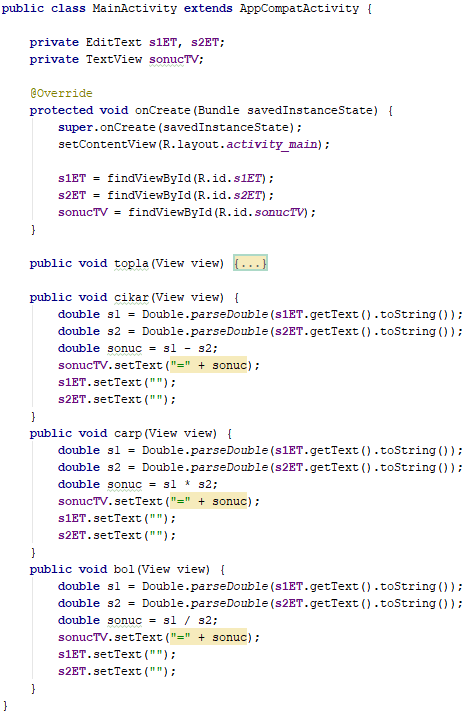 public class MainActivity extends AppCompatActivity {
private EditText s1ET, s2ET;
private TextView sonucTV;
@Override
protected void onCreate(Bundle savedInstanceState) {
super.onCreate(savedInstanceState);
setContentView(R.layout.activity_main);
s1ET = findViewById(R.id.s1ET);
s2ET = findViewById(R.id.s2ET);
sonucTV = findViewById(R.id.sonucTV);
}
public void topla(View view) {...}
public void cikar(View view) {
double s1 = Double.parseDouble(s1ET.getText().toString());
double s2 = Double.parseDouble(s2ET.getText().toString());
double sonuc = s1 - s2;
sonucTV.setText("=" + sonuc);
s1ET.setText("");
s2ET.setText("");
}
public void carp(View view) {
double s1 = Double.parseDouble(s1ET.getText().toString());
double s2 = Double.parseDouble(s2ET.getText().toString());
double sonuc = s1 * s2;
sonucTV.setText("=" + sonuc);
s1ET.setText("");
s2ET.setText("");
}
public void bol(View view) {
double s1 = Double.parseDouble(s1ET.getText().toString());
double s2 = Double.parseDouble(s2ET.getText().toString());
double sonuc = s1 / s2;
sonucTV.setText("=" + sonuc);
s1ET.setText("");
s2ET.setText("");
}
}